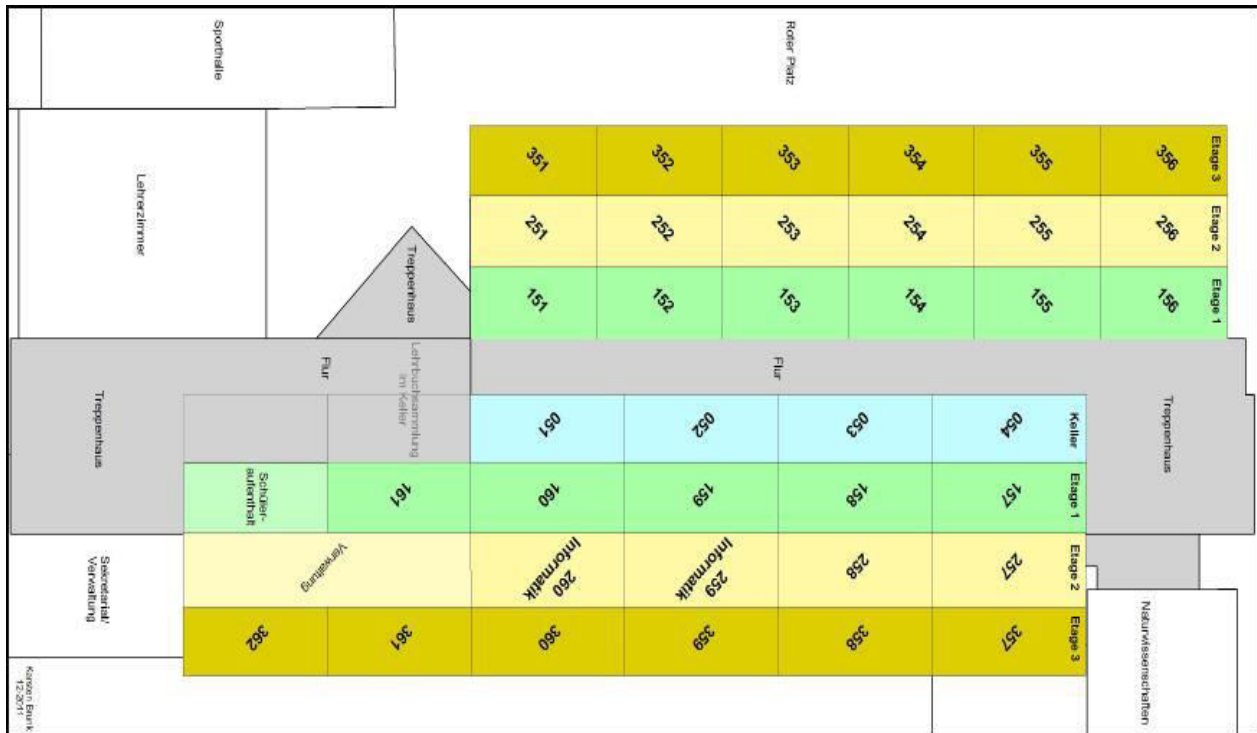 Sporthalle
Roter Platz
Lehrerzimmer
351
352
353
354
355
356
Etage 3
251
252
253
254
255
256
Etage 2
Treppenhaus
151
152
153
154
155
156
Etage 1
Treppenhaus
Flur
Lehrbuchsammlung
im Keller
Flur
Treppenhaus
051
052
053
054
Keller
Schüler-
aufenthalt
161
160
159
158
157
Etage 1
Sekretariat/
Verwaltung
Verwaltung
260
Informatik
259
Informatik
258
257
Etage 2
362
361
360
359
358
357
Etage 3
Naturwissenschaften
Karsten Brunk
12-2011